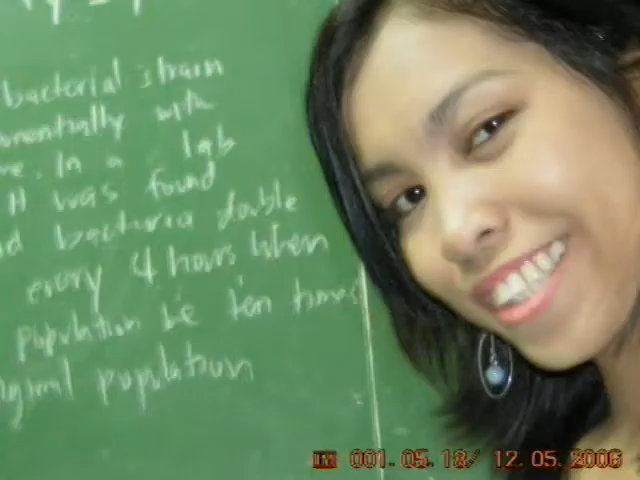 bacterial strain
with
. In a lab
It was found
bacteria double
every 4 hours when
population be ten times
population
001.05.18/ 12.05.2006